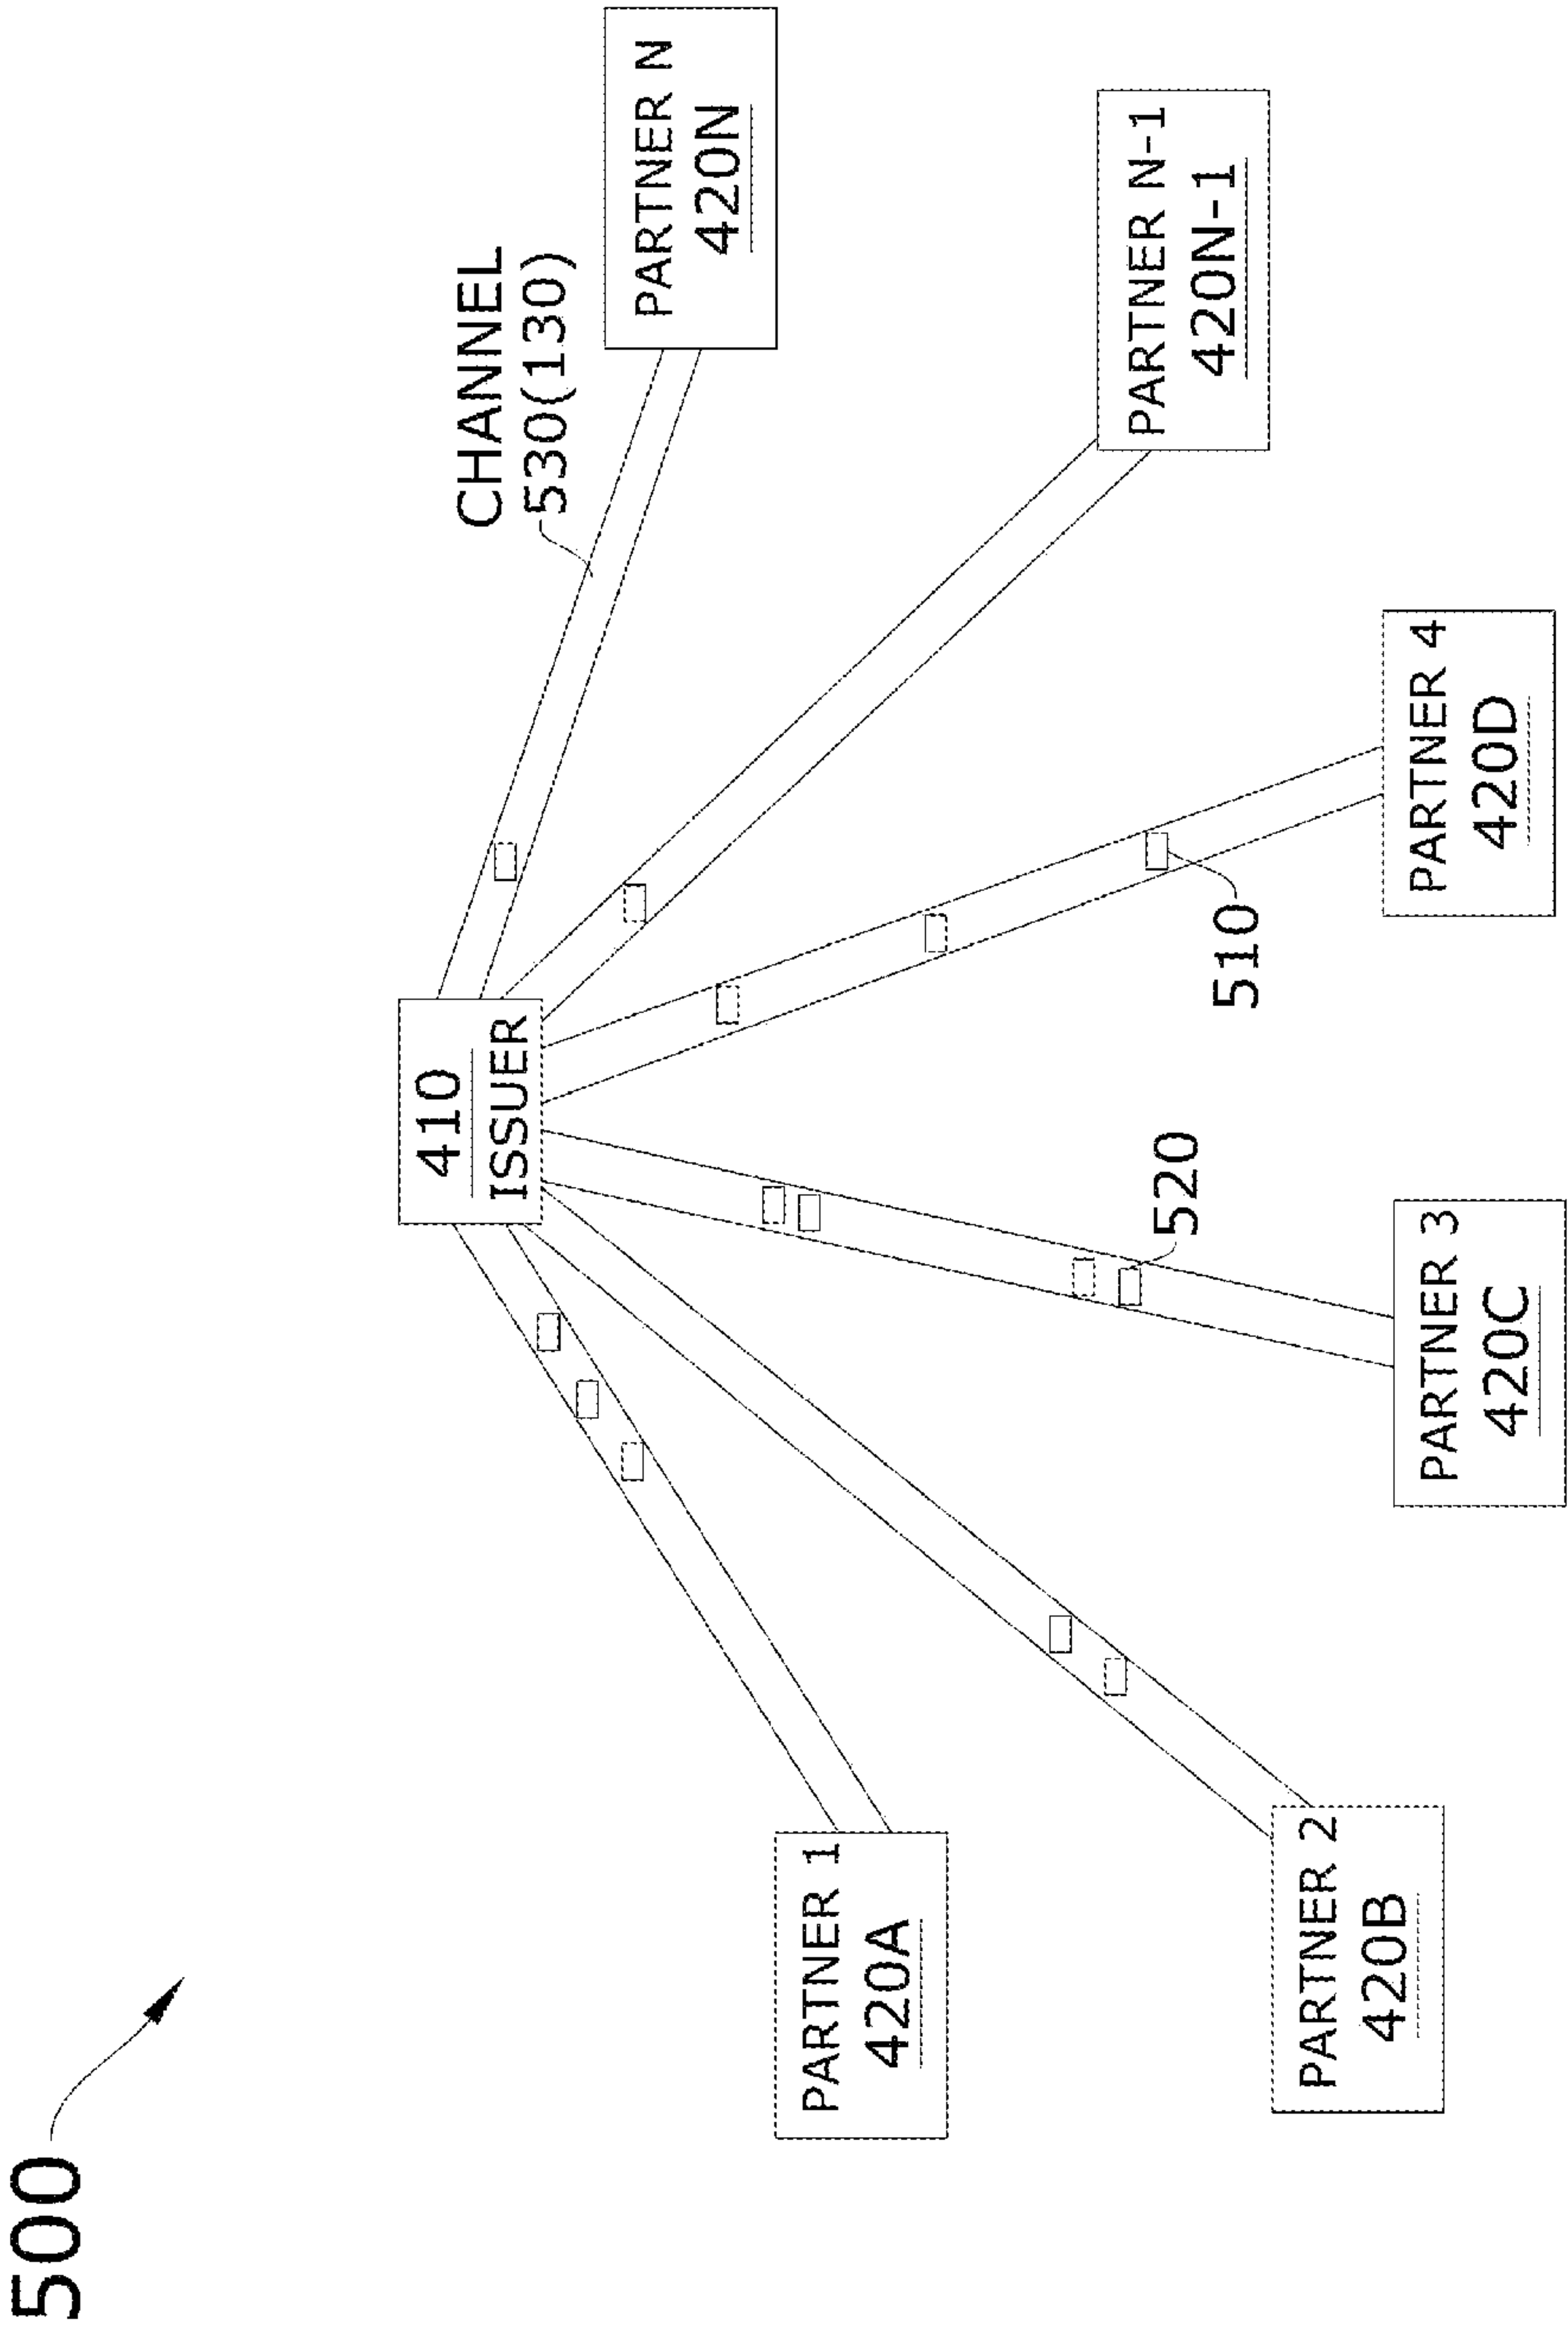 500
410
ISSUER
CHANNEL
530(130)
PARTNER 1
420A
PARTNER 2
420B
PARTNER 3
420C
520
PARTNER 4
420D
510
PARTNER N-1
420N-1
PARTNER N
420N